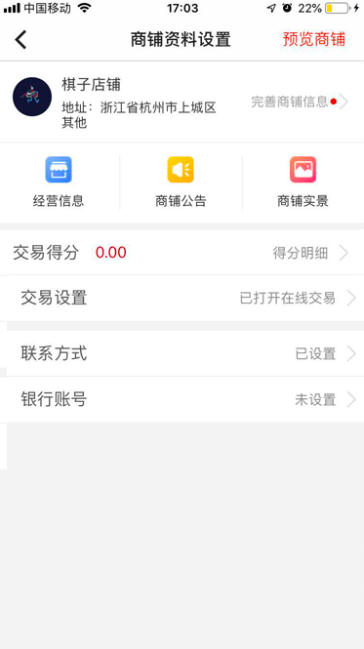 中国移动 17:03 22%
商铺资料设置 预览商铺
棋子店铺
地址：浙江省杭州市上城区
其他
完善商铺信息
经营信息 商铺公告 商铺实景
交易得分 0.00 得分明细
交易设置 已打开在线交易
联系方式 已设置
银行账号 未设置